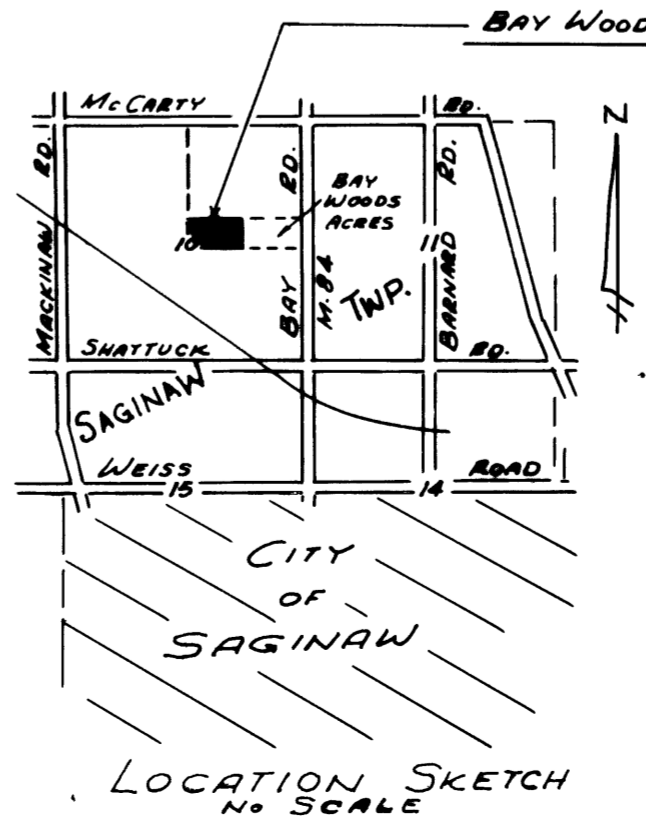 BAY WOOD
McCARTY RD.
MACKINAW RD.
BAY RD.
M-84
BAY
WOODS
ACRES
BARNARD RD.
10
11
TWP.
SHATTUCK RD.
SAGINAW
WEISS ROAD
15
14
CITY
OF
SAGINAW
LOCATION SKETCH
NO SCALE
N